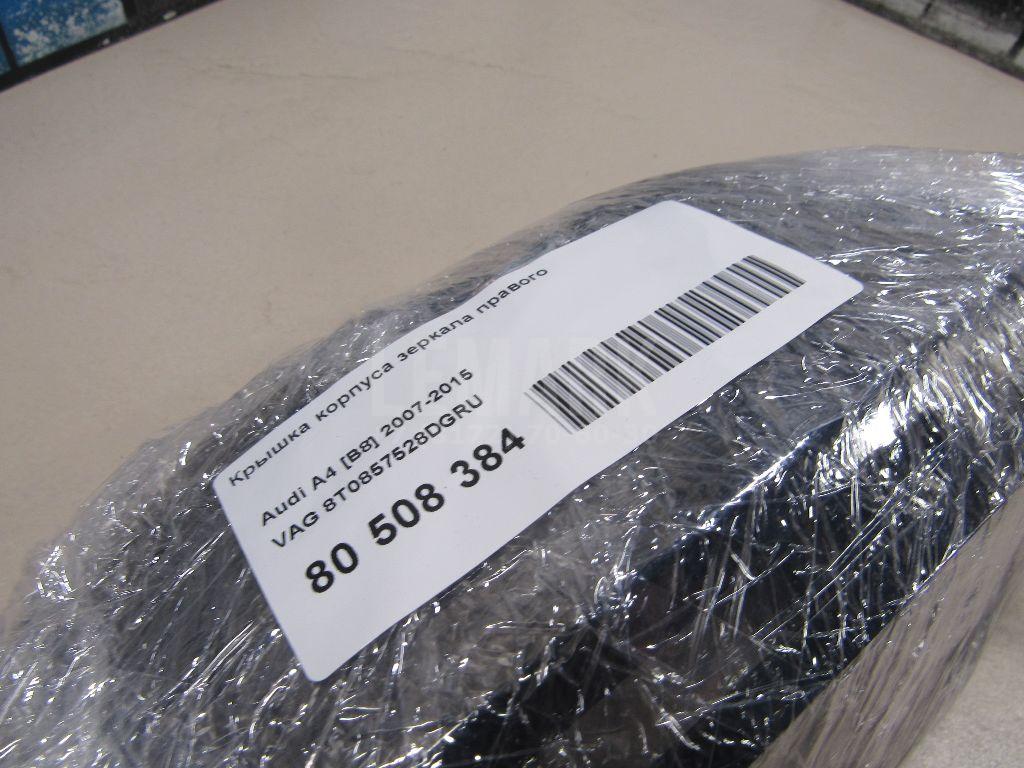 Крышка корпуса зеркала правого
Audi A4 [B8] 2007-2015
VAG 8T0857528DGRU
80 508 384